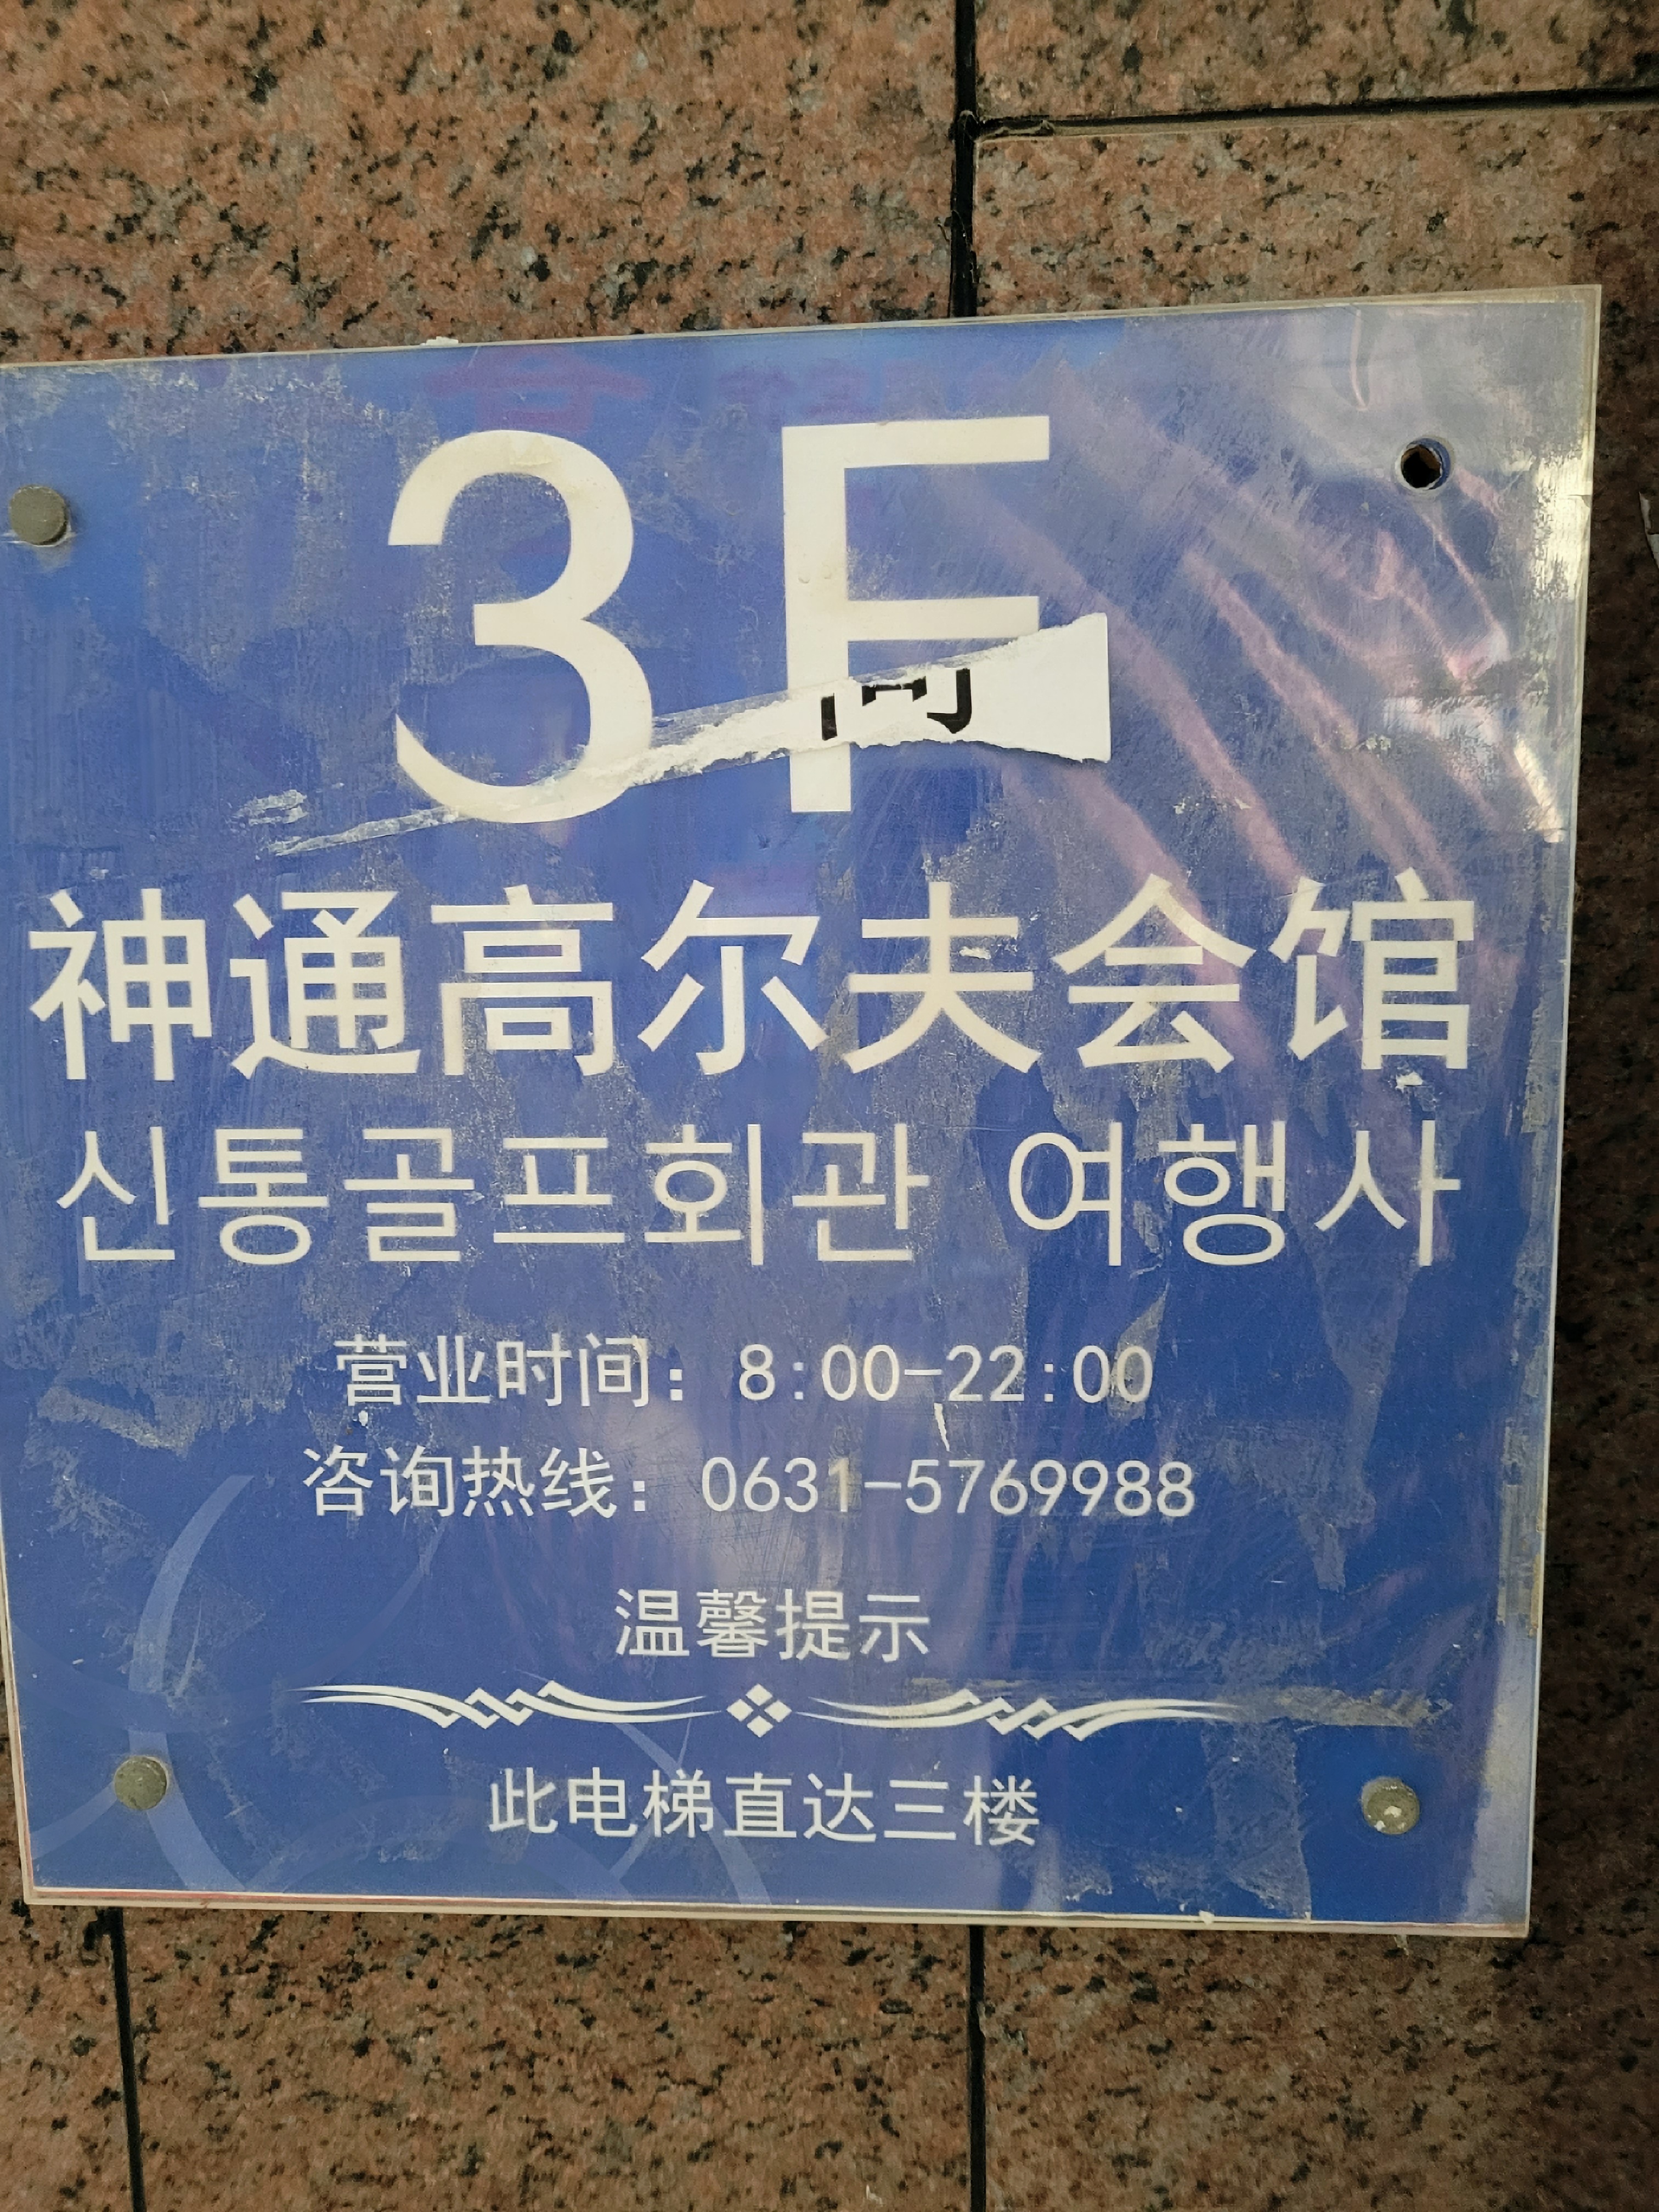 3F
神通高尔夫会馆
신통골프회관 여행사
营业时间：8:00-22:00
咨询热线：0631-5769988
温馨提示
此电梯直达三楼